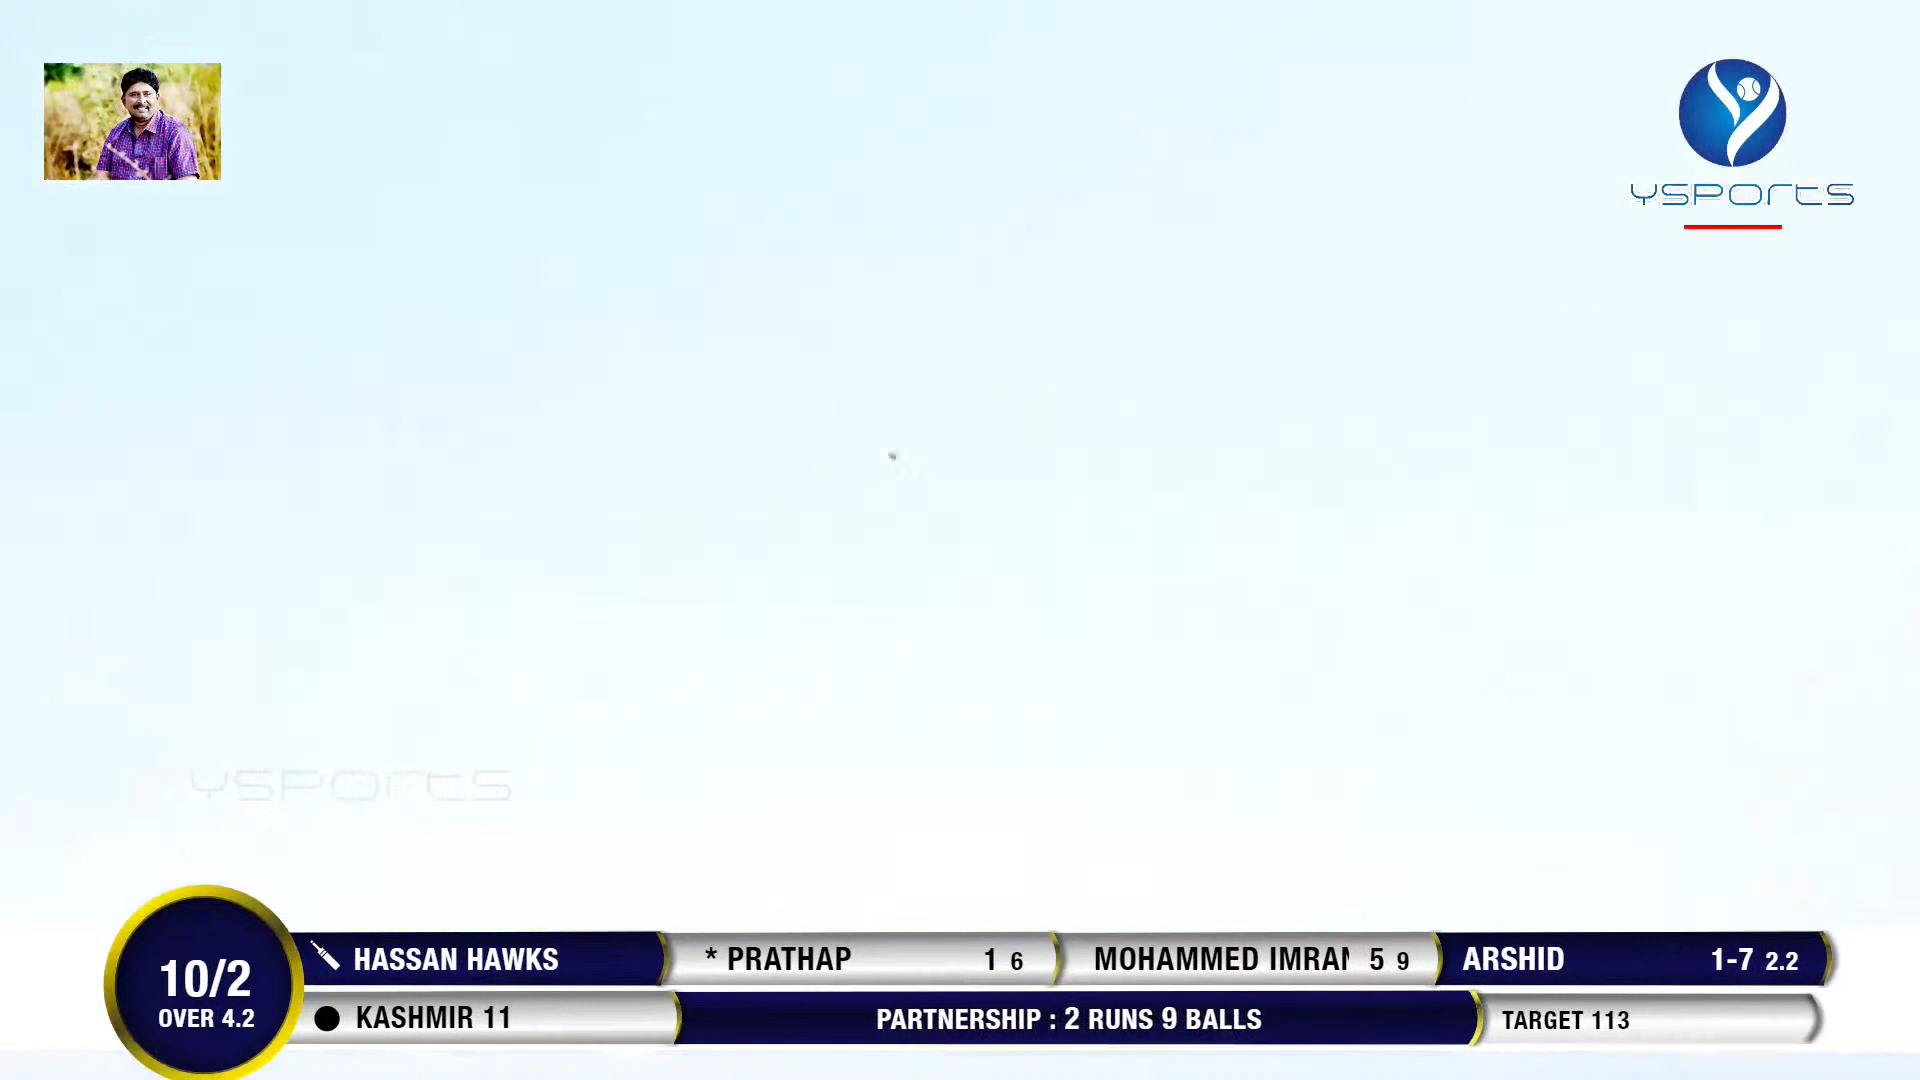 YSPORTS
YSPORTS
10/2
OVER 4.2
HASSAN HAWKS
* PRATHAP 1 6
MOHAMMED IMRAN 5 9
ARSHID 1-7 2.2
KASHMIR 11
PARTNERSHIP : 2 RUNS 9 BALLS
TARGET 113